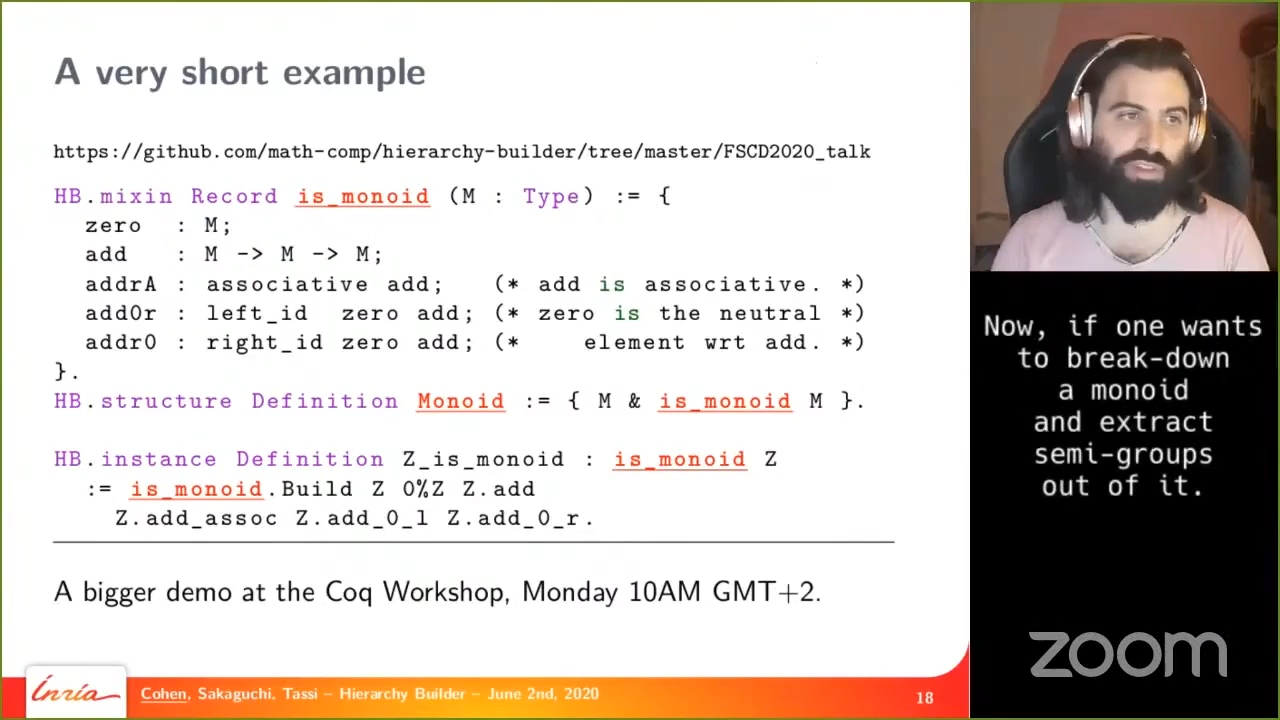 A very short example
https://github.com/math-comp/hierarchy-builder/tree/master/FSCD2020_talk
HB.mixin Record is_monoid (M : Type) := {
zero : M;
add : M -> M -> M;
addrA : associative add; (* add is associative. *)
add0r : left_id zero add; (* zero is the neutral *)
addr0 : right_id zero add; (* element wrt add. *)
}.
HB.structure Definition Monoid := { M & is_monoid M }.
HB.instance Definition Z_is_monoid : is_monoid Z
:= is_monoid.Build Z 0%Z Z.add
Z.add_assoc Z.add_0_l Z.add_0_r.
A bigger demo at the Coq Workshop, Monday 10AM GMT+2.
Inria
Cohen, Sakaguchi, Tassi – Hierarchy Builder – June 2nd, 2020
18
Now, if one wants
to break-down
a monoid
and extract
semi-groups
out of it.
zoom